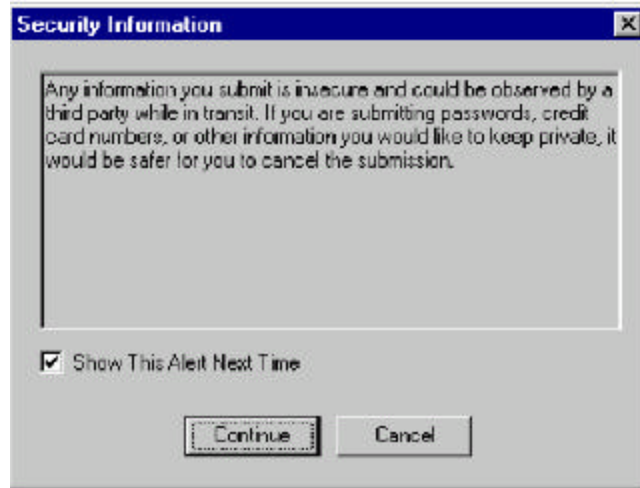 Security Information
Any information you submit is insecure and could be observed by a
third party while in transit. If you are submitting passwords, credit
card numbers, or other information you would like to keep private, it
would be safer for you to cancel the submission.
Show This Alert Next Time
Continue
Cancel